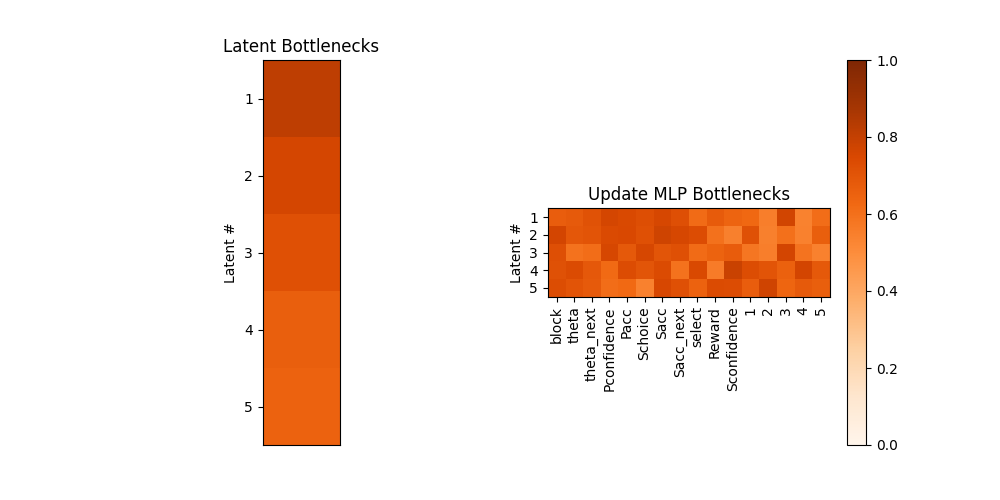 Latent Bottlenecks
Latent #
1
2
3
4
5
Update MLP Bottlenecks
Latent #
1
2
3
4
5
block
theta
theta_next
Pconfidence
Pacc
Schoice
Sacc
Sacc_next
select
Reward
Sconfidence
1
2
3
4
5
1.0
0.8
0.6
0.4
0.2
0.0